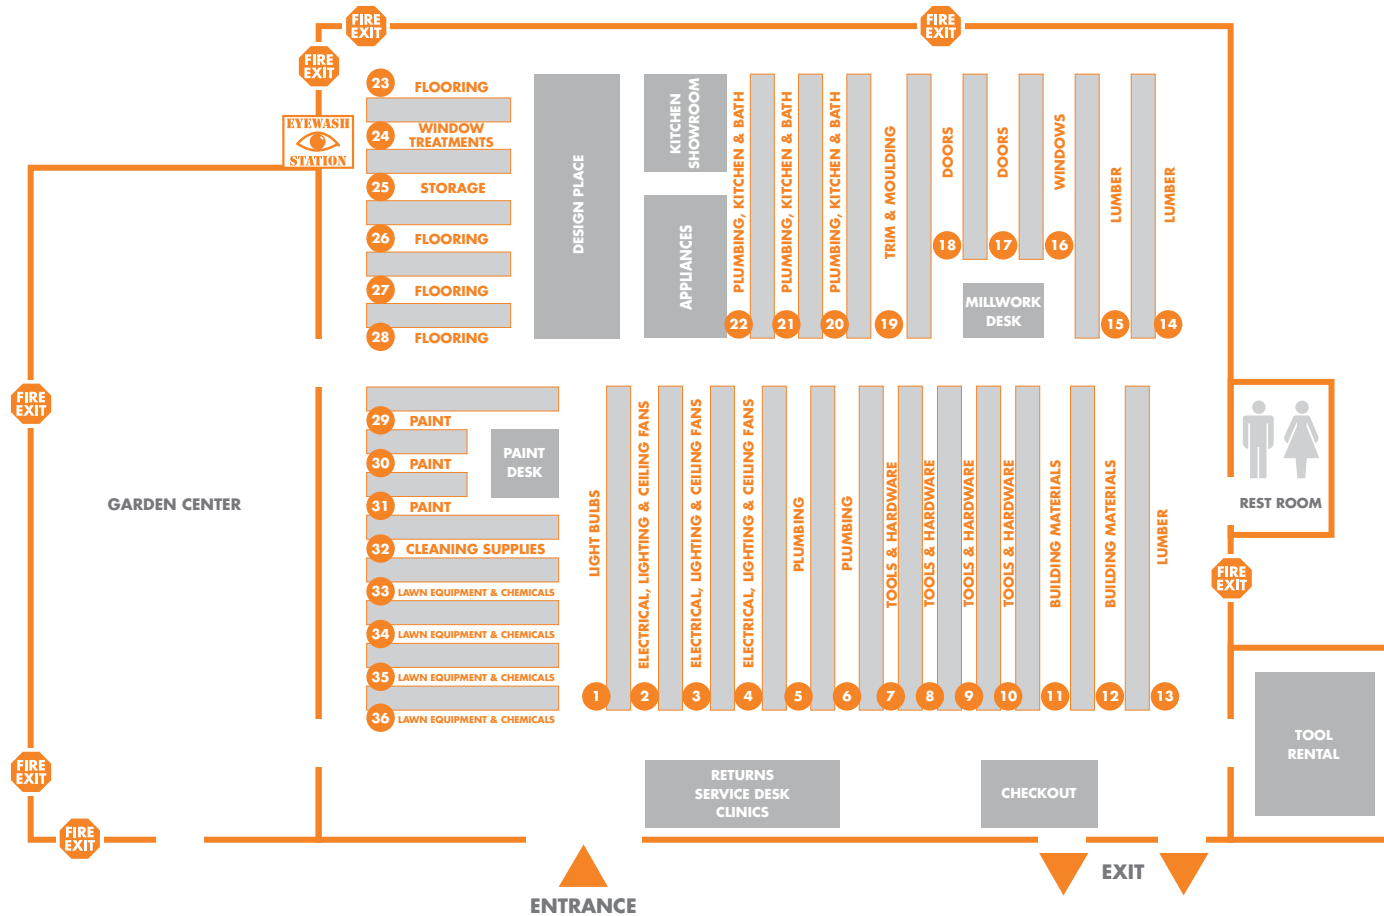 FIRE
EXIT
FIRE
EXIT
FIRE
EXIT
EYEWASH
STATION
23 FLOORING
24 WINDOW
TREATMENTS
25 STORAGE
26 FLOORING
27 FLOORING
28 FLOORING
DESIGN PLACE
KITCHEN
SHOWROOM
APPLIANCES
PLUMBING, KITCHEN & BATH
22
PLUMBING, KITCHEN & BATH
21
PLUMBING, KITCHEN & BATH
20
TRIM & MOULDING
19
DOORS
18
DOORS
17
WINDOWS
16
LUMBER
15
LUMBER
14
MILLWORK
DESK
FIRE
EXIT
GARDEN CENTER
29 PAINT
30 PAINT
31 PAINT
PAINT
DESK
32 CLEANING SUPPLIES
33 LAWN EQUIPMENT & CHEMICALS
34 LAWN EQUIPMENT & CHEMICALS
35 LAWN EQUIPMENT & CHEMICALS
36 LAWN EQUIPMENT & CHEMICALS
LIGHT BULBS
1
ELECTRICAL, LIGHTING & CEILING FANS
2
ELECTRICAL, LIGHTING & CEILING FANS
3
ELECTRICAL, LIGHTING & CEILING FANS
4
PLUMBING
5
PLUMBING
6
TOOLS & HARDWARE
7
TOOLS & HARDWARE
8
TOOLS & HARDWARE
9
TOOLS & HARDWARE
10
BUILDING MATERIALS
11
BUILDING MATERIALS
12
LUMBER
13
REST ROOM
FIRE
EXIT
TOOL
RENTAL
FIRE
EXIT
FIRE
EXIT
RETURNS
SERVICE DESK
CLINICS
CHECKOUT
ENTRANCE
EXIT